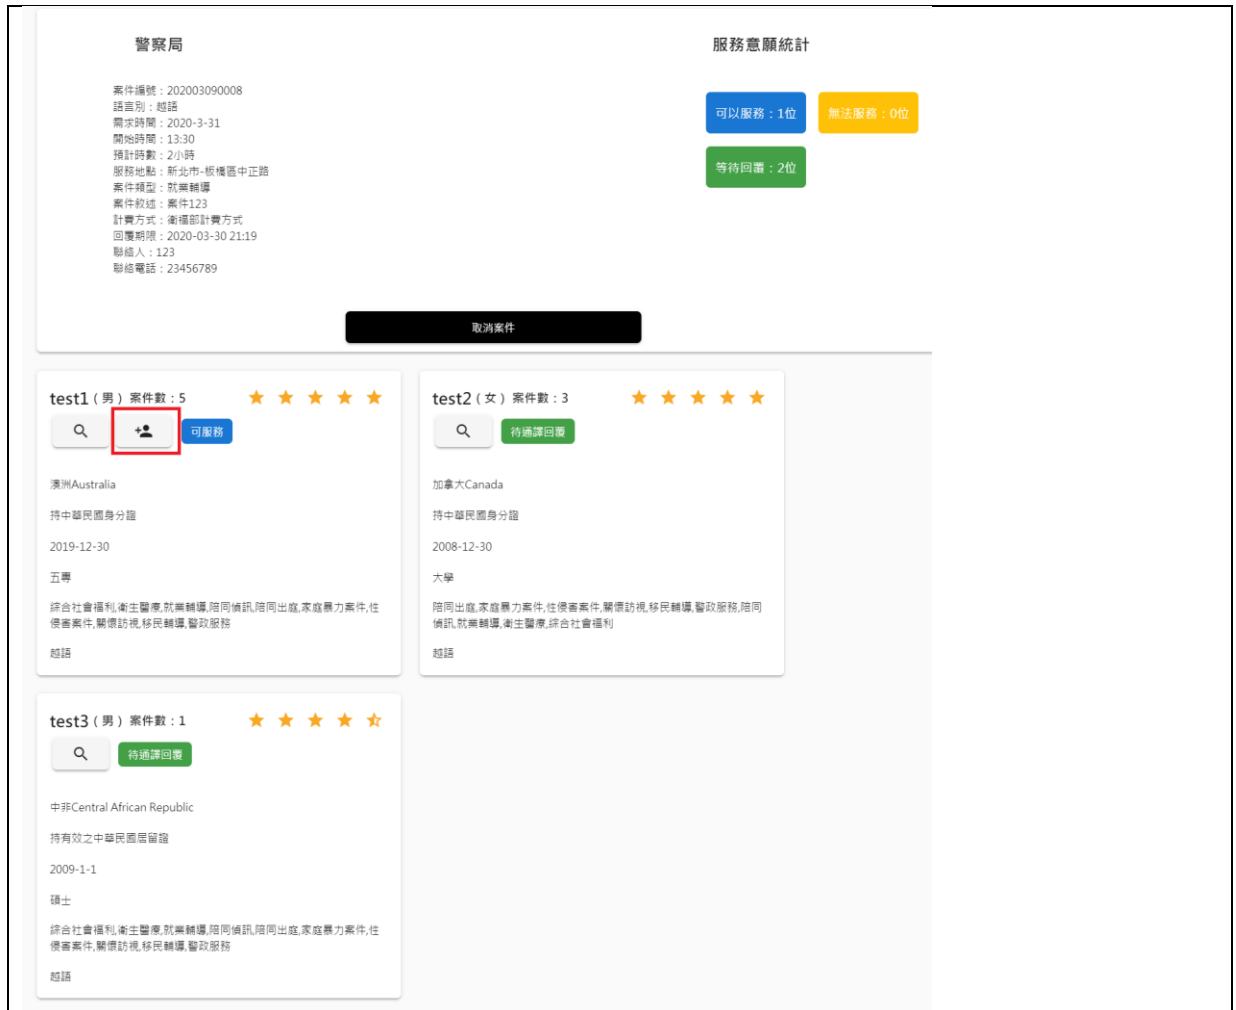 警察局
案件編號：202003090008
語言別：越語
需求時間：2020-3-31
開始時間：13:30
預計時數：2小時
服務地點：新北市-板橋區中正路
案件類型：就業輔導
案件敘述：案件123
計費方式：衛福部計費方式
回覆期限：2020-03-30 21:19
聯絡人：123
聯絡電話：23456789
服務意願統計
可以服務：1位
無法服務：0位
等待回覆：2位
取消案件
test1（男）案件數：5
可服務
澳洲Australia
持中華民國身分證
2019-12-30
五專
綜合社會福利,衛生醫療,就業輔導,陪同偵訊,陪同出庭,家庭暴力案件,性
侵害案件,關懷訪視,移民輔導,警政服務
越語
test2（女）案件數：3
待通譯回覆
加拿大Canada
持中華民國身分證
2008-12-30
大學
陪同出庭,家庭暴力案件,性侵害案件,關懷訪視,移民輔導,警政服務,陪同
偵訊,就業輔導,衛生醫療,綜合社會福利
越語
test3（男）案件數：1
待通譯回覆
中非Central African Republic
持有效之中華民國居留證
2009-1-1
碩士
綜合社會福利,衛生醫療,就業輔導,陪同偵訊,陪同出庭,家庭暴力案件,性
侵害案件,關懷訪視,移民輔導,警政服務
越語